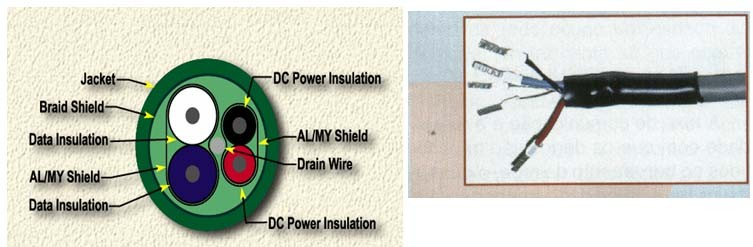 Jacket
Braid Shield
Data Insulation
AL/MY Shield
Data Insulation
DC Power Insulation
AL/MY Shield
Drain Wire
DC Power Insulation